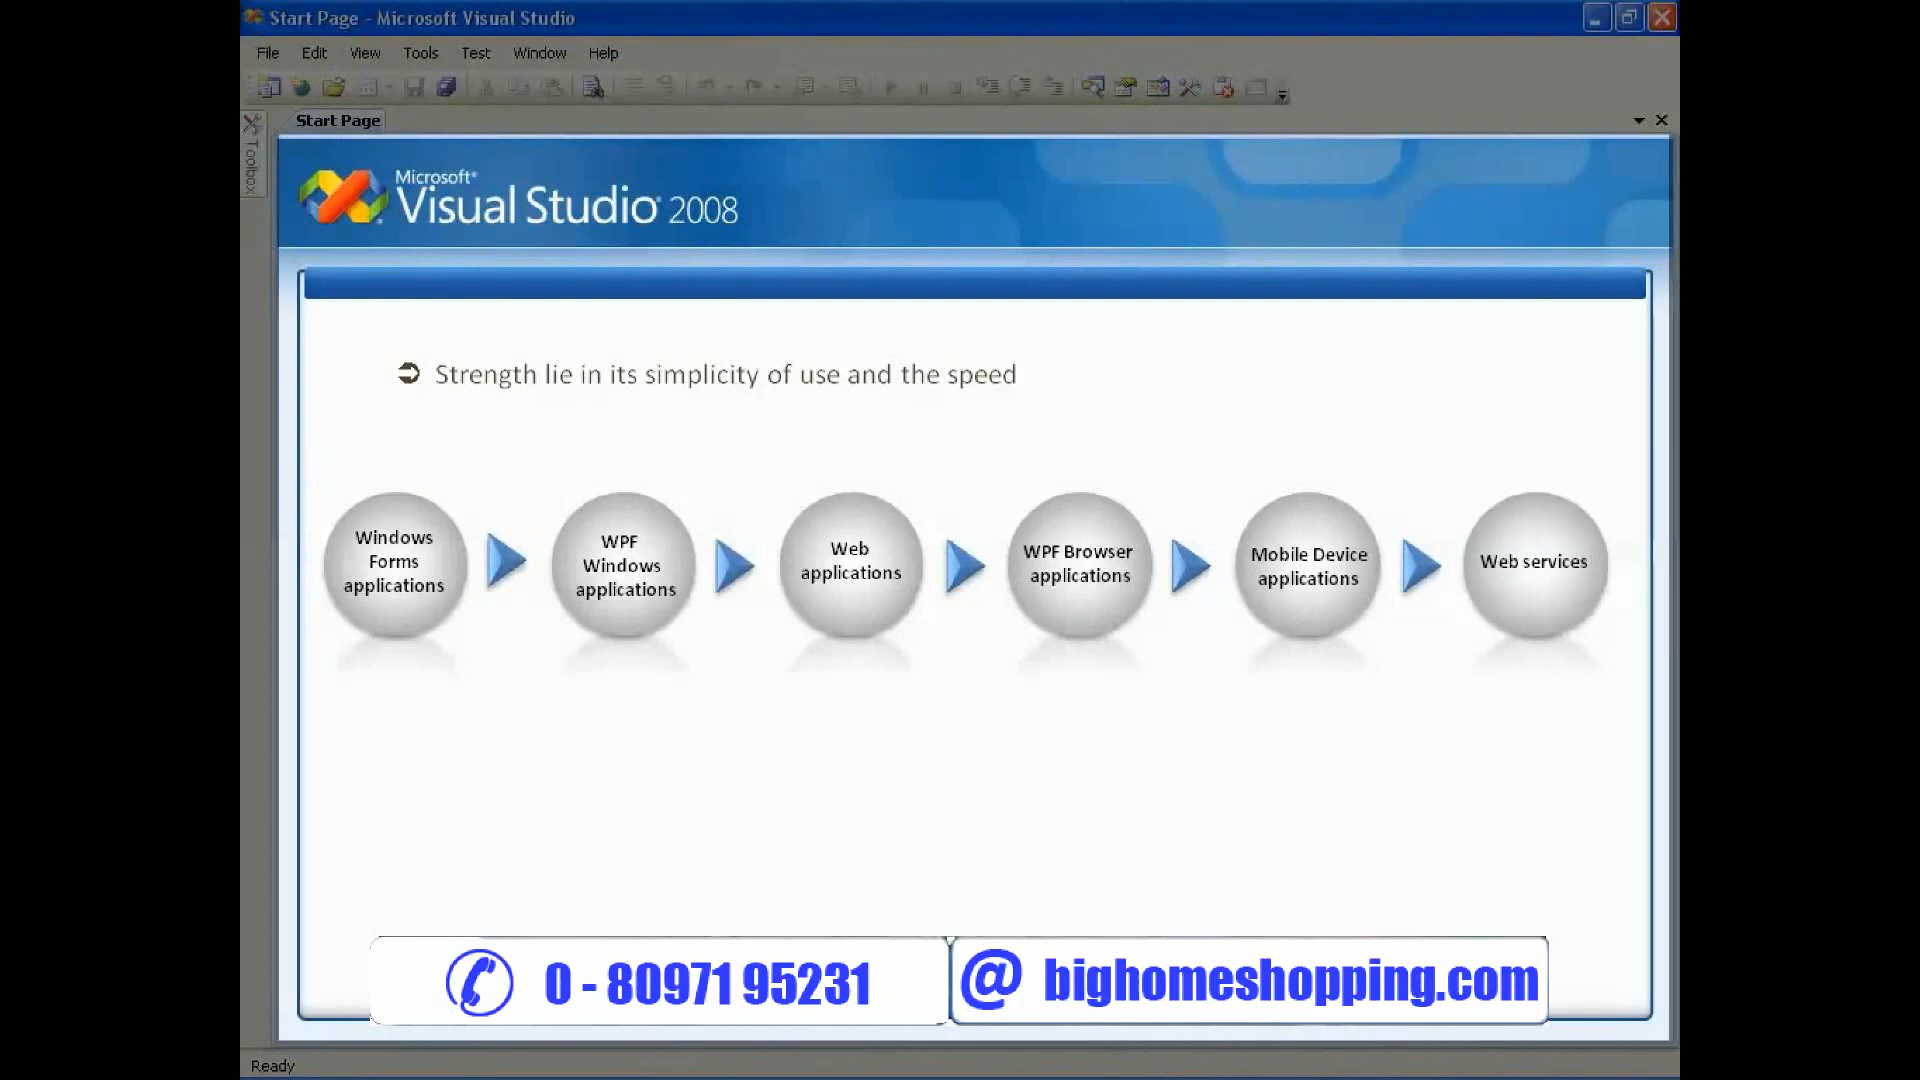 Start Page - Microsoft Visual Studio
File Edit View Tools Test Window Help
Start Page
Toolbox
Microsoft®
Visual Studio® 2008
Strength lie in its simplicity of use and the speed
Windows
Forms
applications
WPF
Windows
applications
Web
applications
WPF Browser
applications
Mobile Device
applications
Web services
0 - 80971 95231
@ bighomeshopping.com
Ready